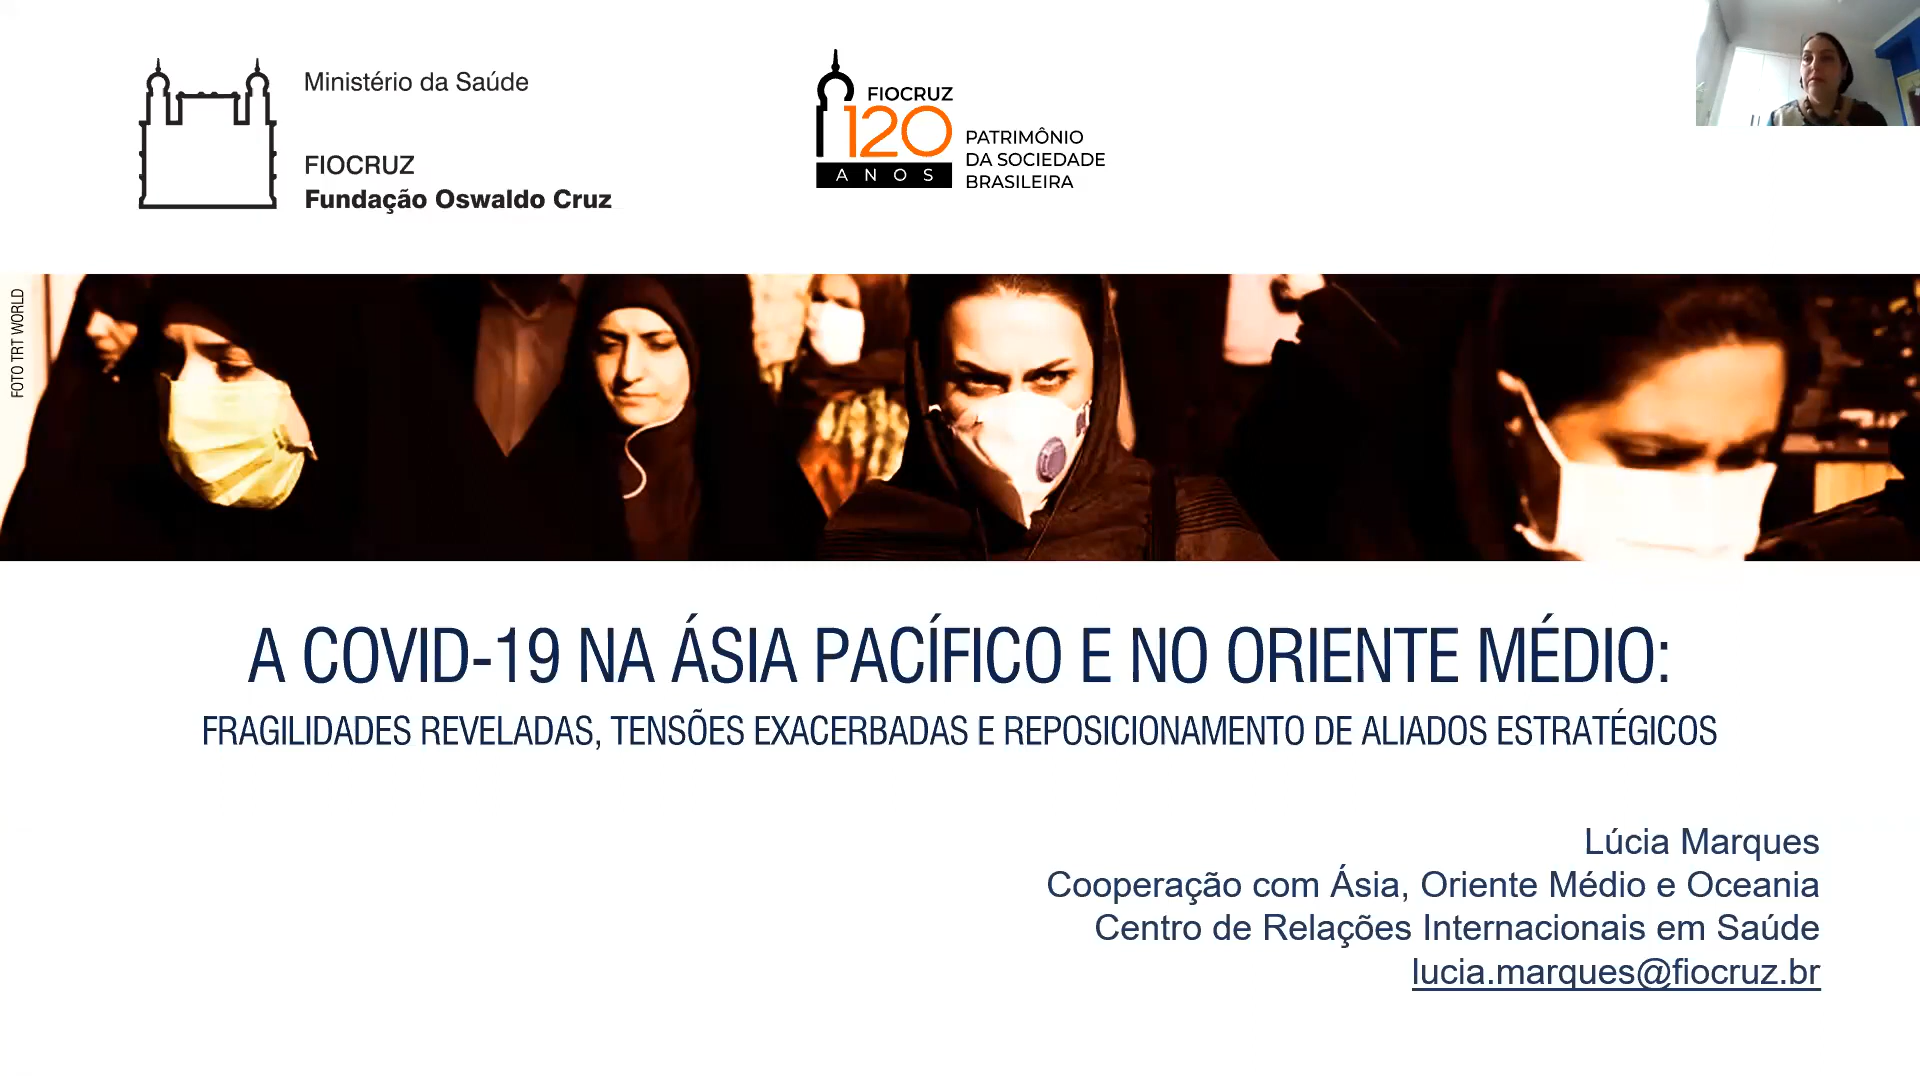 Ministério da Saúde
FIOCRUZ
Fundação Oswaldo Cruz
FIOCRUZ
120
ANOS
PATRIMÔNIO
DA SOCIEDADE
BRASILEIRA
FOTO TRT WORLD
A COVID-19 NA ÁSIA PACÍFICO E NO ORIENTE MÉDIO:
FRAGILIDADES REVELADAS, TENSÕES EXACERBADAS E REPOSICIONAMENTO DE ALIADOS ESTRATÉGICOS
Lúcia Marques
Cooperação com Ásia, Oriente Médio e Oceania
Centro de Relações Internacionais em Saúde
lucia.marques@fiocruz.br